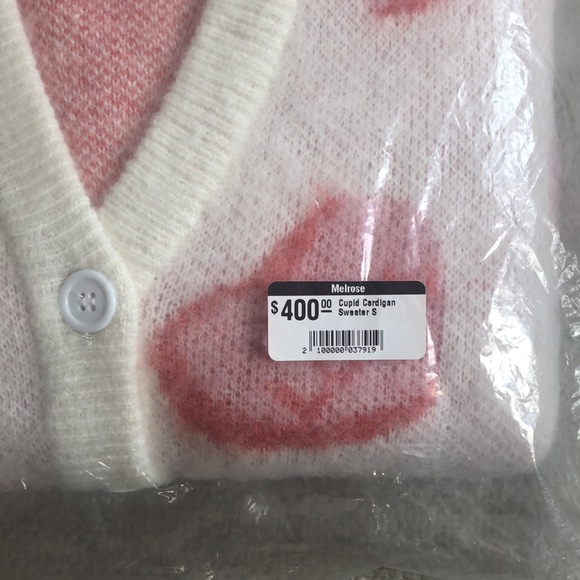 Melrose
$400.00 Cupid Cardigan
Sweater S
2 100000 037919